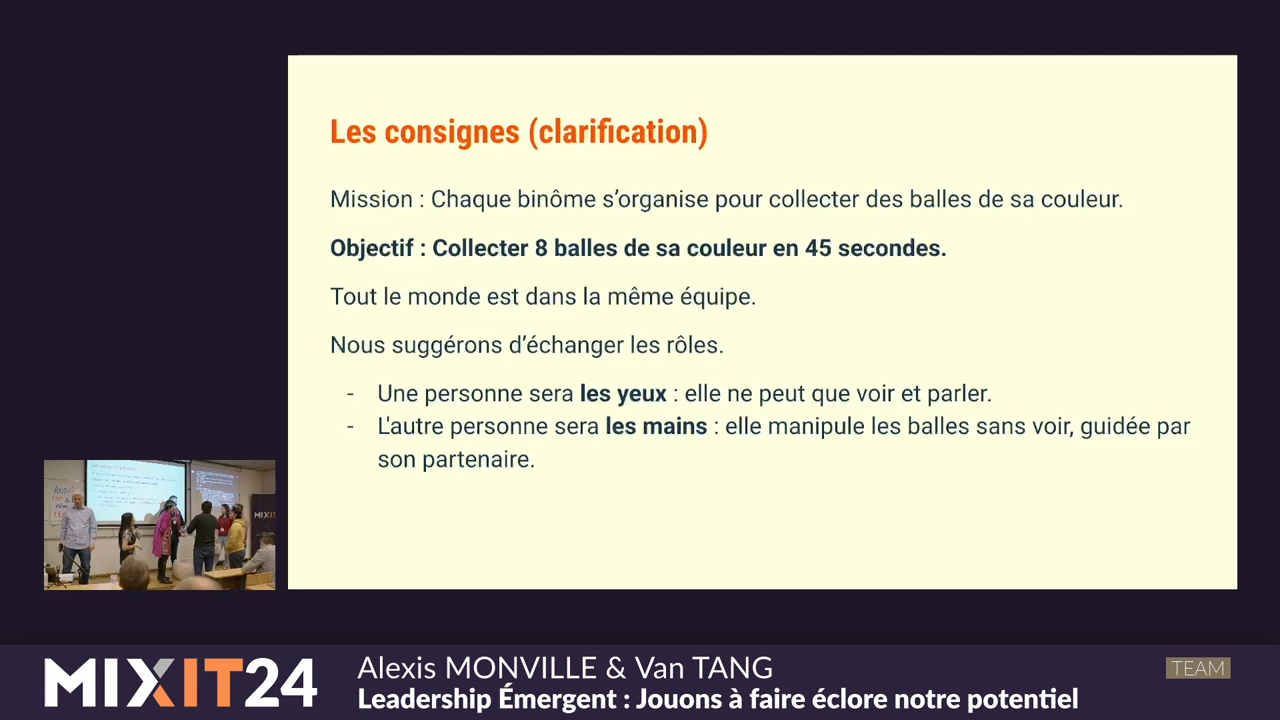 Les consignes (clarification)
Mission : Chaque binôme s’organise pour collecter des balles de sa couleur.
Objectif : Collecter 8 balles de sa couleur en 45 secondes.
Tout le monde est dans la même équipe.
Nous suggérons d’échanger les rôles.
- Une personne sera les yeux : elle ne peut que voir et parler.
- L'autre personne sera les mains : elle manipule les balles sans voir, guidée par
son partenaire.
MIXIT24
Alexis MONVILLE & Van TANG
TEAM
Leadership Émergent : Jouons à faire éclore notre potentiel